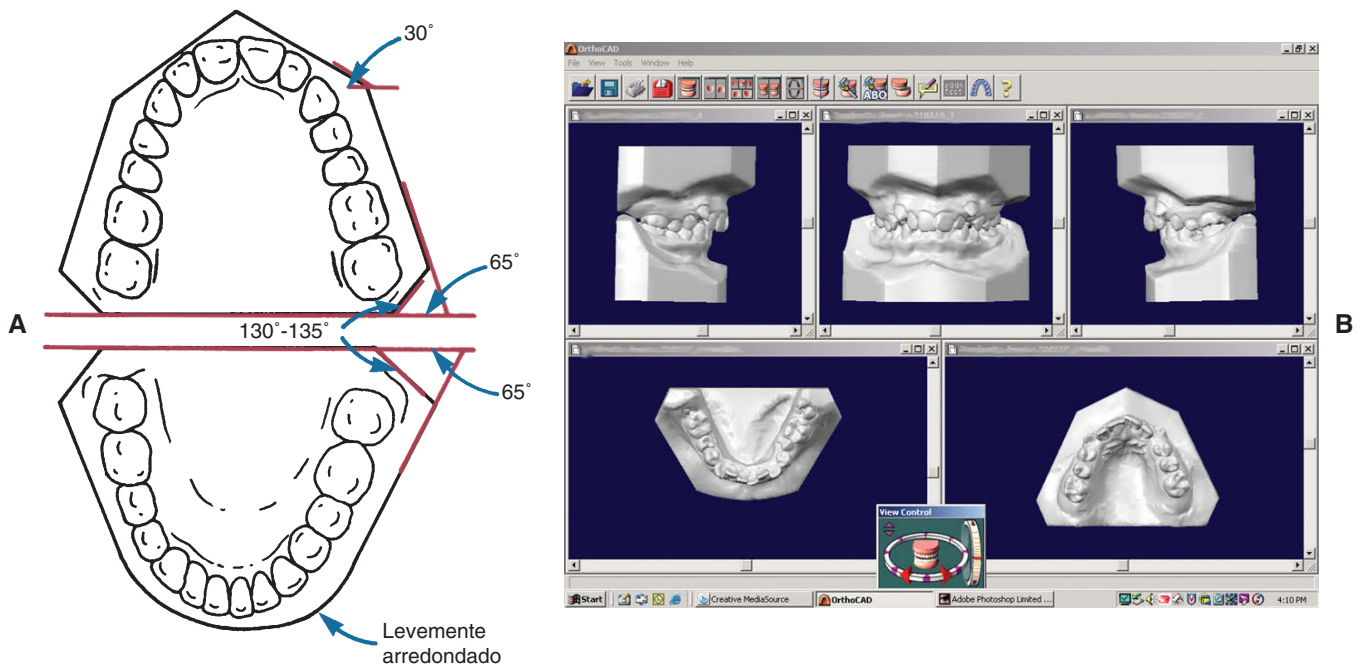 A
30˚
65˚
130˚-135˚
65˚
Levemente
arredondado
B
OrthoCAD
File View Tools Window Help
ABO
View Control
Start
Creative MediaSource
OrthoCAD
Adobe Photoshop Limited ...
4:10 PM